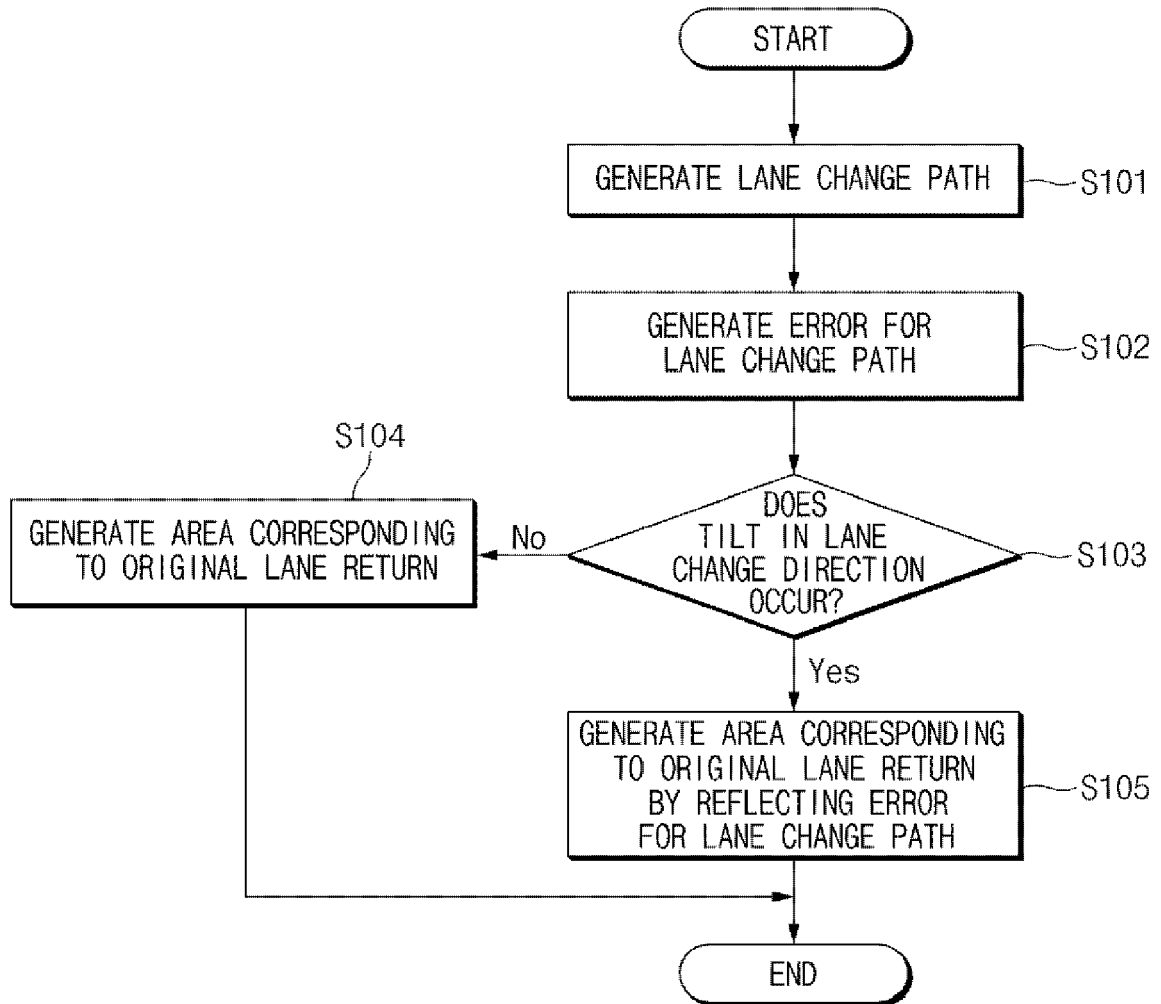 START
GENERATE LANE CHANGE PATH
S101
GENERATE ERROR FOR
LANE CHANGE PATH
S102
DOES
TILT IN LANE
CHANGE DIRECTION
OCCUR?
S103
No
S104
GENERATE AREA CORRESPONDING
TO ORIGINAL LANE RETURN
Yes
GENERATE AREA CORRESPONDING
TO ORIGINAL LANE RETURN
BY REFLECTING ERROR
FOR LANE CHANGE PATH
S105
END